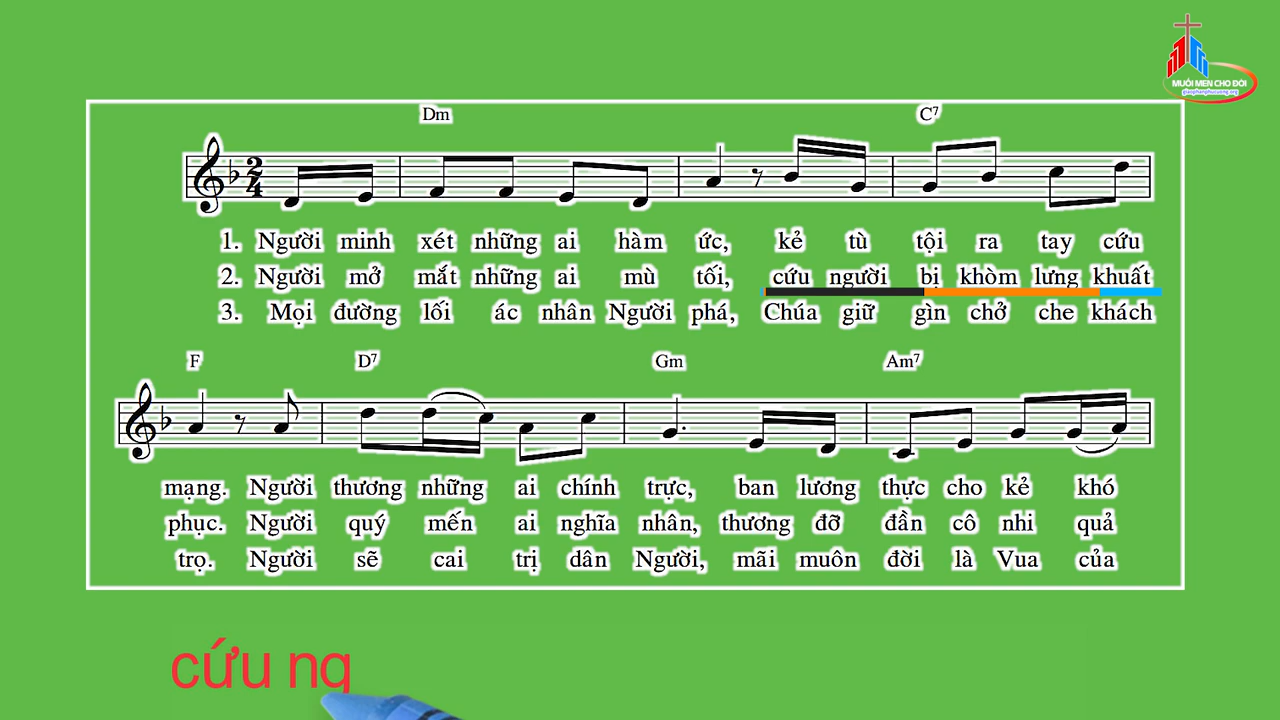 MUỐI MEN CHO ĐỜI
giaophanphucuong.org
Dm C7
2
4
1. Người minh xét những ai hàm ức, kẻ tù tội ra tay cứu
2. Người mở mắt những ai mù tối, cứu người bị khòm lưng khuất
3. Mọi đường lối ác nhân Người phá, Chúa giữ gìn chở che khách
F D7 Gm Am7
mạng. Người thương những ai chính trực, ban lương thực cho kẻ khó
phục. Người quý mến ai nghĩa nhân, thương đỡ đần cô nhi quả
trọ. Người sẽ cai trị dân Người, mãi muôn đời là Vua của
cứu ng